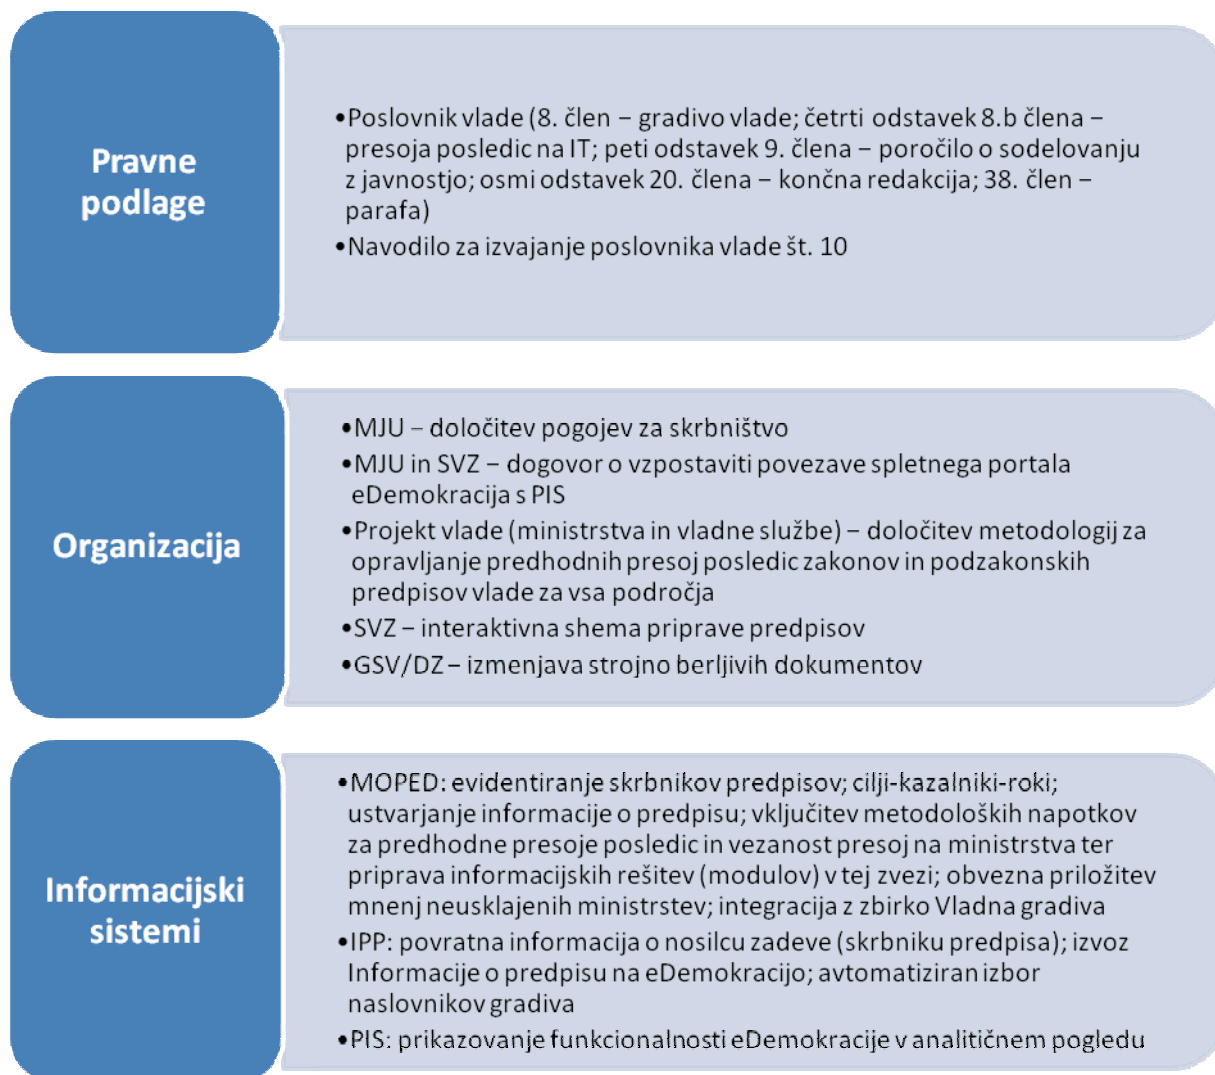 Pravne
podlage
•Poslovnik vlade (8. člen – gradivo vlade; četrti odstavek 8.b člena –
presoja posledic na IT; peti odstavek 9. člena – poročilo o sodelovanju
z javnostjo; osmi odstavek 20. člena – končna redakcija; 38. člen –
parafa)
•Navodilo za izvajanje poslovnika vlade št. 10
Organizacija
•MJU – določitev pogojev za skrbništvo
•MJU in SVZ – dogovor o vzpostaviti povezave spletnega portala
eDemokracija s PIS
•Projekt vlade (ministrstva in vladne službe) – določitev metodologij za
opravljanje predhodnih presoj posledic zakonov in podzakonskih
predpisov vlade za vsa področja
•SVZ – interaktivna shema priprave predpisov
•GSV/DZ – izmenjava strojno berljivih dokumentov
Informacijski
sistemi
•MOPED: evidentiranje skrbnikov predpisov; cilji-kazalniki-roki;
ustvarjanje informacije o predpisu; vključitev metodoloških napotkov
za predhodne presoje posledic in vezanost presoj na ministrstva ter
priprava informacijskih rešitev (modulov) v tej zvezi; obvezna priložitev
mnenj neusklajenih ministrstev; integracija z zbirko Vladna gradiva
•IPP: povratna informacija o nosilcu zadeve (skrbniku predpisa); izvoz
Informacije o predpisu na eDemokracijo; avtomatiziran izbor
naslovnikov gradiva
•PIS: prikazovanje funkcionalnosti eDemokracije v analitičnem pogledu